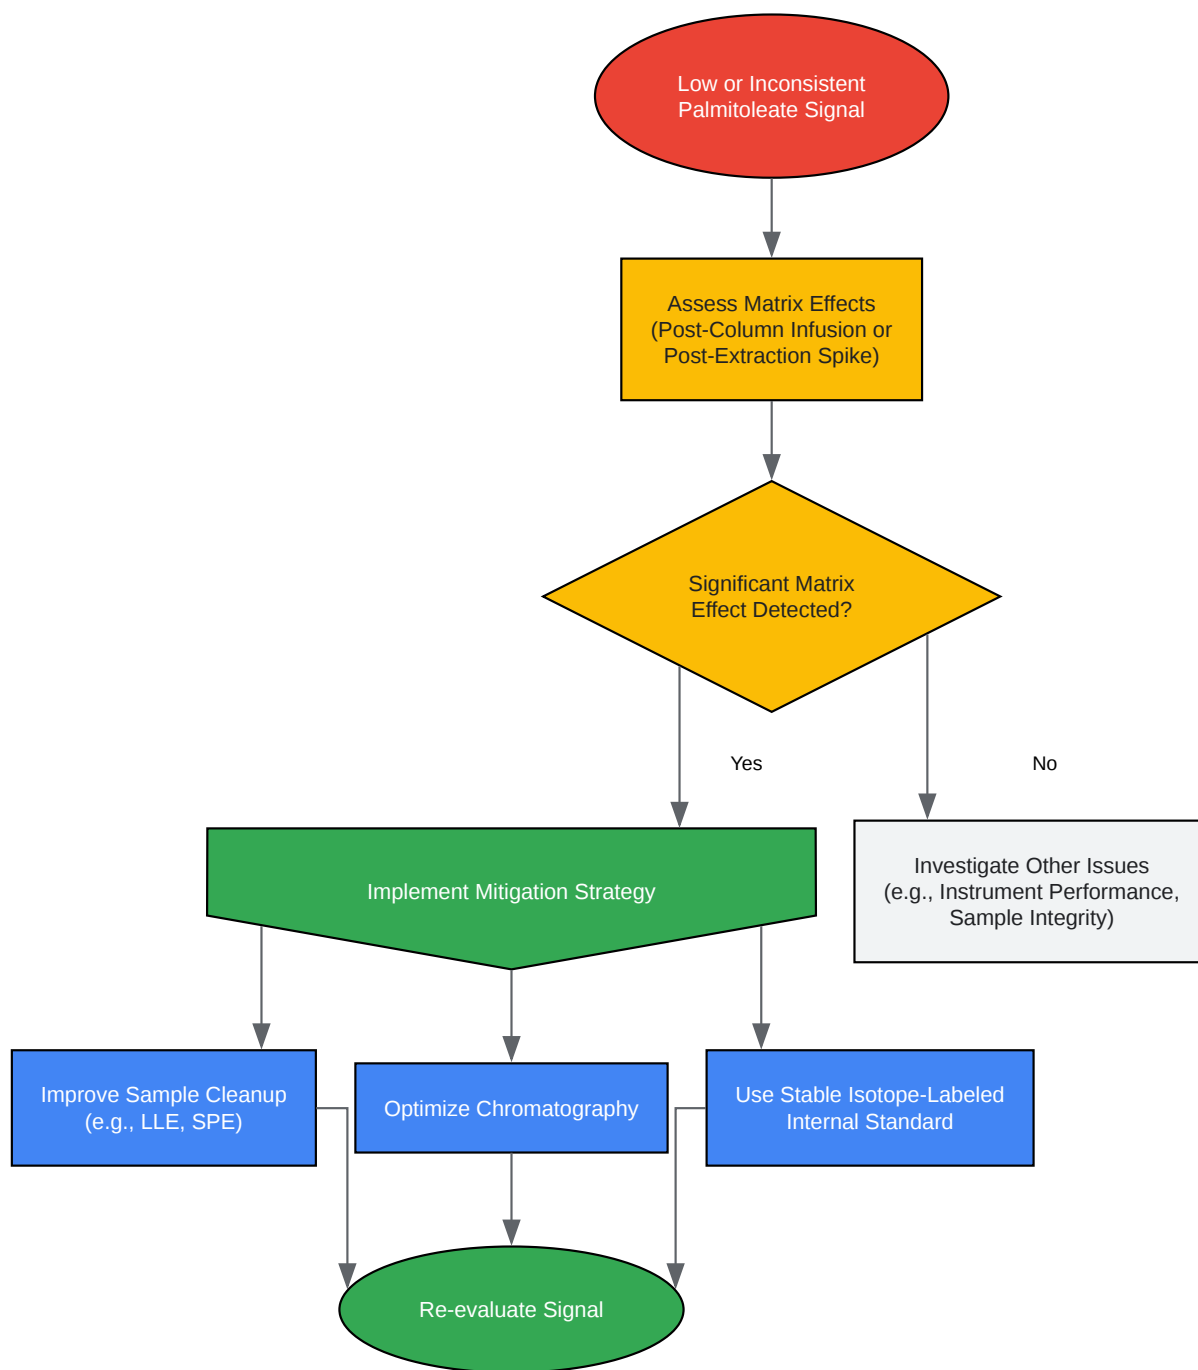 Low or Inconsistent
Palmitoleate Signal
Assess Matrix Effects
(Post-Column Infusion or
Post-Extraction Spike)
Significant Matrix
Effect Detected?
Yes
No
Implement Mitigation Strategy
Investigate Other Issues
(e.g., Instrument Performance,
Sample Integrity)
Improve Sample Cleanup
(e.g., LLE, SPE)
Optimize Chromatography
Use Stable Isotope-Labeled
Internal Standard
Re-evaluate Signal